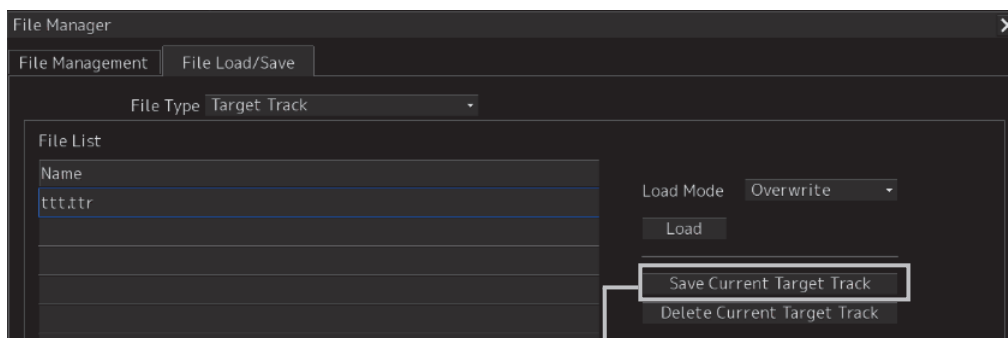 File Manager
File Management File Load/Save
File Type Target Track
File List
Name
ttt.ttr
Load Mode Overwrite
Load
Save Current Target Track
Delete Current Target Track